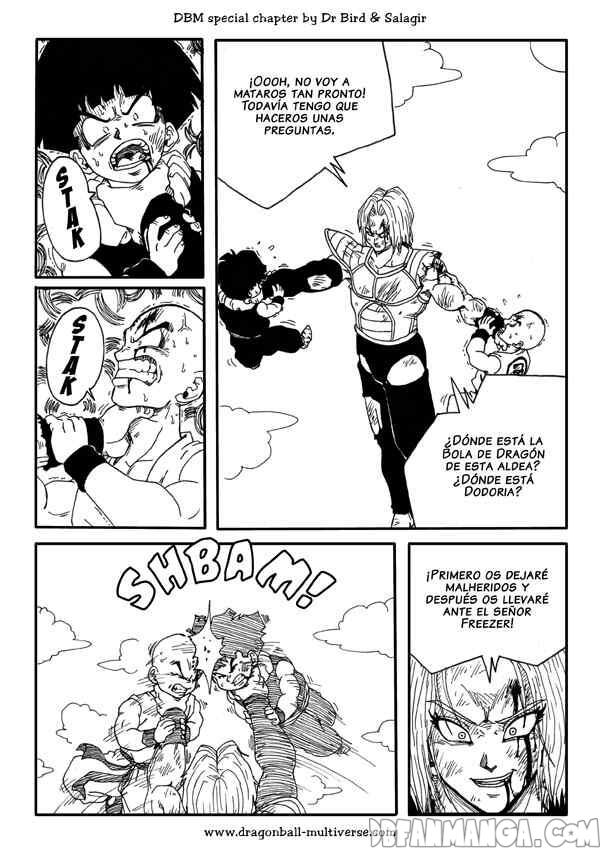 DBM special chapter by Dr Bird & Salagir
STAK
¡Oooh, no voy a
mataros tan pronto!
Todavía tengo que
haceros unas
preguntas.
STAK
¿Dónde está la
Bola de Dragón
de esta aldea?
¿Dónde está
Dodoria?
SHBAM!
¡Primero os dejaré
malheridos y
después os llevaré
ante el señor
Freezer!
www.dragonball-multiverse.com
DBFANMANGA.COM